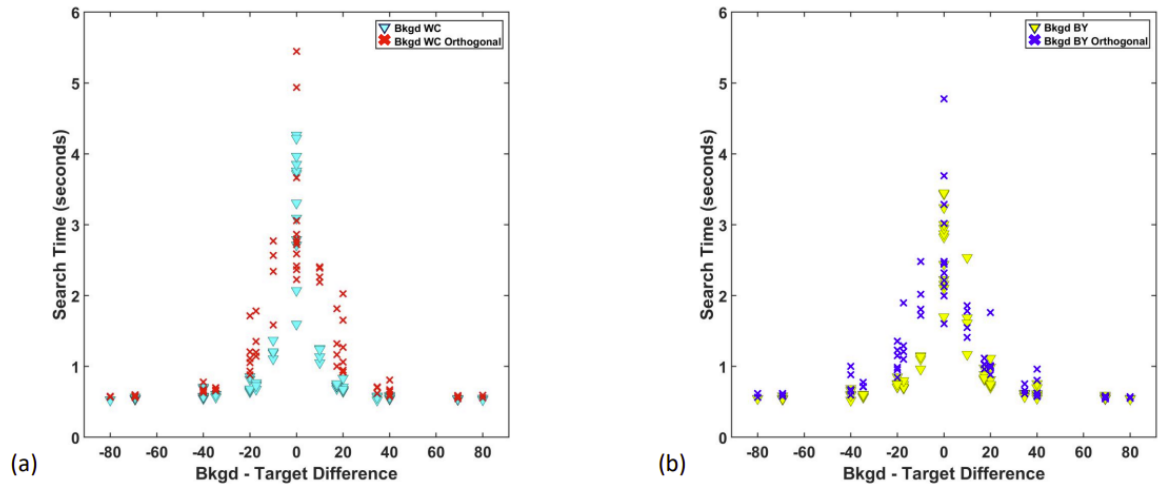 Bkgd WC
Bkgd WC Orthogonal
6
5
4
3
2
1
0
Search Time (seconds)
-80 -60 -40 -20 0 20 40 60 80
Bkgd - Target Difference
(a)
Bkgd BY
Bkgd BY Orthogonal
6
5
4
3
2
1
0
Search Time (seconds)
-80 -60 -40 -20 0 20 40 60 80
Bkgd - Target Difference
(b)